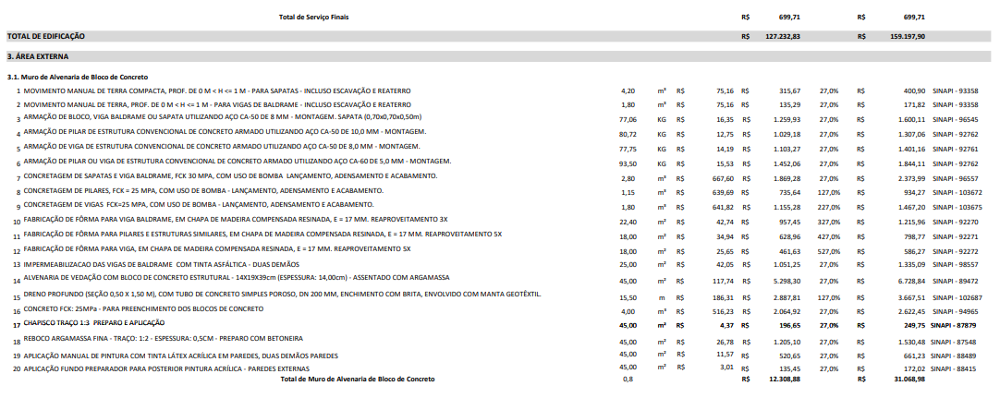 Total de Serviço Finais R$ 699,71 R$ 699,71
TOTAL DE EDIFICAÇÃO R$ 127.232,83 R$ 159.197,90
3. ÁREA EXTERNA
3.1. Muro de Alvenaria de Bloco de Concreto
1 MOVIMENTO MANUAL DE TERRA COMPACTA, PROF. DE 0 M < H <= 1 M - PARA SAPATAS - INCLUSO ESCAVAÇÃO E REATERRO 4,20 m³ R$ 75,16 R$ 315,67 27,0% R$ 400,90 SINAPI - 93358
2 MOVIMENTO MANUAL DE TERRA, PROF. DE 0 M < H <= 1 M - PARA VIGAS DE BALDRAME - INCLUSO ESCAVAÇÃO E REATERRO 1,80 m³ R$ 75,16 R$ 135,29 27,0% R$ 171,82 SINAPI - 93358
3 ARMAÇÃO DE BLOCO, VIGA BALDRAME OU SAPATA UTILIZANDO AÇO CA-50 DE 8 MM - MONTAGEM. SAPATA (0,70x0,70x0,50m) 77,06 KG R$ 16,35 R$ 1.259,93 27,0% R$ 1.600,11 SINAPI - 96545
4 ARMAÇÃO DE PILAR DE ESTRUTURA CONVENCIONAL DE CONCRETO ARMADO UTILIZANDO AÇO CA-50 DE 10,0 MM - MONTAGEM. 80,72 KG R$ 12,75 R$ 1.029,18 27,0% R$ 1.307,06 SINAPI - 92762
5 ARMAÇÃO DE VIGA DE ESTRUTURA CONVENCIONAL DE CONCRETO ARMADO UTILIZANDO AÇO CA-50 DE 8,0 MM - MONTAGEM. 77,75 KG R$ 14,19 R$ 1.103,27 27,0% R$ 1.401,16 SINAPI - 92761
6 ARMAÇÃO DE PILAR OU VIGA DE ESTRUTURA CONVENCIONAL DE CONCRETO ARMADO UTILIZANDO AÇO CA-60 DE 5,0 MM - MONTAGEM. 93,50 KG R$ 15,53 R$ 1.452,06 27,0% R$ 1.844,11 SINAPI - 92762
7 CONCRETAGEM DE SAPATAS E VIGA BALDRAME, FCK 30 MPA, COM USO DE BOMBA LANÇAMENTO, ADENSAMENTO E ACABAMENTO. 2,80 m³ R$ 667,60 R$ 1.869,28 27,0% R$ 2.373,99 SINAPI - 96557
8 CONCRETAGEM DE PILARES, FCK = 25 MPA, COM USO DE BOMBA - LANÇAMENTO, ADENSAMENTO E ACABAMENTO. 1,15 m³ R$ 639,69 R$ 735,64 127,0% R$ 934,27 SINAPI - 103672
9 CONCRETAGEM DE VIGAS FCK=25 MPA, COM USO DE BOMBA - LANÇAMENTO, ADENSAMENTO E ACABAMENTO. 1,80 m³ R$ 641,82 R$ 1.155,28 227,0% R$ 1.467,20 SINAPI - 103675
10 FABRICAÇÃO DE FÔRMA PARA VIGA BALDRAME, EM CHAPA DE MADEIRA COMPENSADA RESINADA, E = 17 MM. REAPROVEITAMENTO 3X 22,40 m² R$ 42,74 R$ 957,45 327,0% R$ 1.215,96 SINAPI - 92270
11 FABRICAÇÃO DE FÔRMA PARA PILARES E ESTRUTURAS SIMILARES, EM CHAPA DE MADEIRA COMPENSADA RESINADA, E = 17 MM. REAPROVEITAMENTO 5X 18,00 m² R$ 34,94 R$ 628,96 427,0% R$ 798,77 SINAPI - 92271
12 FABRICAÇÃO DE FÔRMA PARA VIGA, EM CHAPA DE MADEIRA COMPENSADA RESINADA, E = 17 MM. REAPROVEITAMENTO 5X 18,00 m² R$ 25,65 R$ 461,63 527,0% R$ 586,27 SINAPI - 92272
13 IMPERMEABILIZACAO DAS VIGAS DE BALDRAME COM TINTA ASFÁLTICA - DUAS DEMÃOS 25,00 m² R$ 42,05 R$ 1.051,25 27,0% R$ 1.335,09 SINAPI - 98557
14 ALVENARIA DE VEDAÇÃO COM BLOCO DE CONCRETO ESTRUTURAL - 14X19X39cm (ESPESSURA: 14,00cm) - ASSENTADO COM ARGAMASSA 45,00 m² R$ 117,74 R$ 5.298,30 27,0% R$ 6.728,84 SINAPI - 89472
15 DRENO PROFUNDO (SEÇÃO 0,50 X 1,50 M), COM TUBO DE CONCRETO SIMPLES POROSO, DN 200 MM, ENCHIMENTO COM BRITA, ENVOLVIDO COM MANTA GEOTÊXTIL. 15,50 m R$ 186,31 R$ 2.887,81 127,0% R$ 3.667,51 SINAPI - 102687
16 CONCRETO FCK: 25MPa - PARA PREENCHIMENTO DOS BLOCOS DE CONCRETO 4,00 m³ R$ 516,23 R$ 2.064,92 27,0% R$ 2.622,45 SINAPI - 94965
17 CHAPISCO TRAÇO 1:3 PREPARO E APLICAÇÃO 45,00 m² R$ 4,37 R$ 196,65 27,0% R$ 249,75 SINAPI - 87879
18 REBOCO ARGAMASSA FINA - TRAÇO: 1:2 - ESPESSURA: 0,5CM - PREPARO COM BETONEIRA 45,00 m² R$ 26,78 R$ 1.205,10 27,0% R$ 1.530,48 SINAPI - 87548
19 APLICAÇÃO MANUAL DE PINTURA COM TINTA LÁTEX ACRÍLICA EM PAREDES, DUAS DEMÃOS PAREDES 45,00 m² R$ 11,57 R$ 520,65 27,0% R$ 661,23 SINAPI - 88489
20 APLICAÇÃO FUNDO PREPARADOR PARA POSTERIOR PINTURA ACRÍLICA - PAREDES EXTERNAS 45,00 m² R$ 3,01 R$ 135,45 27,0% R$ 172,02 SINAPI - 88415
Total de Muro de Alvenaria de Bloco de Concreto 0,8 R$ 12.308,88 R$ 31.068,98